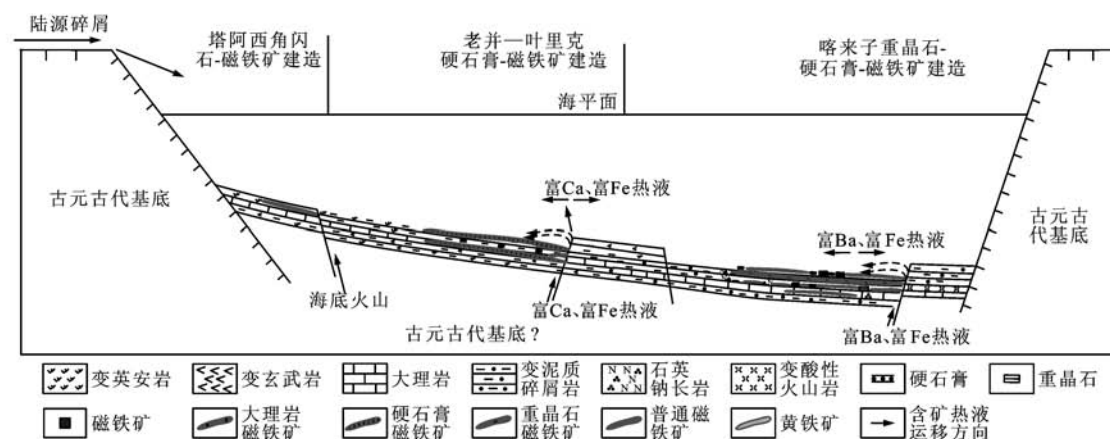 陆源碎屑
塔阿西角闪
石-磁铁矿建造
老并—叶里克
硬石膏-磁铁矿建造
喀来子重晶石-
硬石膏-磁铁矿建造
海平面
古元古代基底
富Ca、富Fe热液
富Ba、富Fe热液
古元古
代基底
海底火山
富Ca、富Fe热液
古元古代基底？
富Ba、富Fe热液
变英安岩
变玄武岩
大理岩
变泥质
碎屑岩
石英
钠长岩
变酸性
火山岩
硬石膏
重晶石
磁铁矿
大理岩
磁铁矿
硬石膏
磁铁矿
重晶石
磁铁矿
普通磁
铁矿
黄铁矿
含矿热液
运移方向